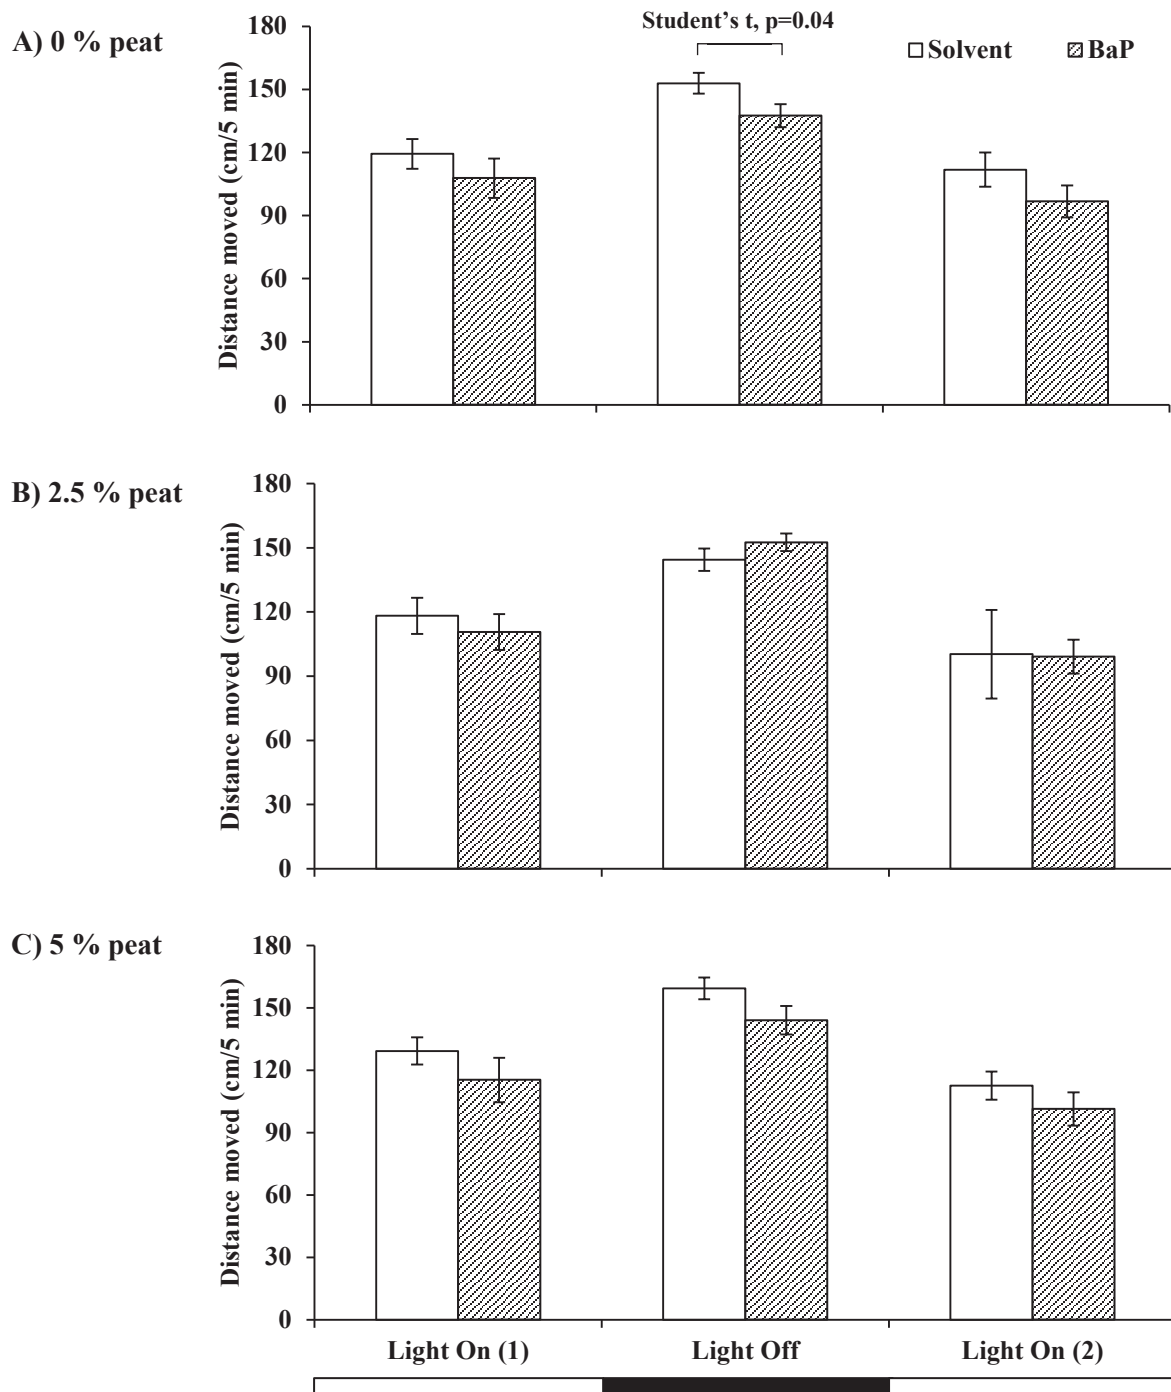 A) 0 % peat
Student’s t, p=0.04
Solvent
BaP
Distance moved (cm/5 min)
180
150
120
90
60
30
0
B) 2.5 % peat
Distance moved (cm/5 min)
180
150
120
90
60
30
0
C) 5 % peat
Distance moved (cm/5 min)
180
150
120
90
60
30
0
Light On (1)
Light Off
Light On (2)